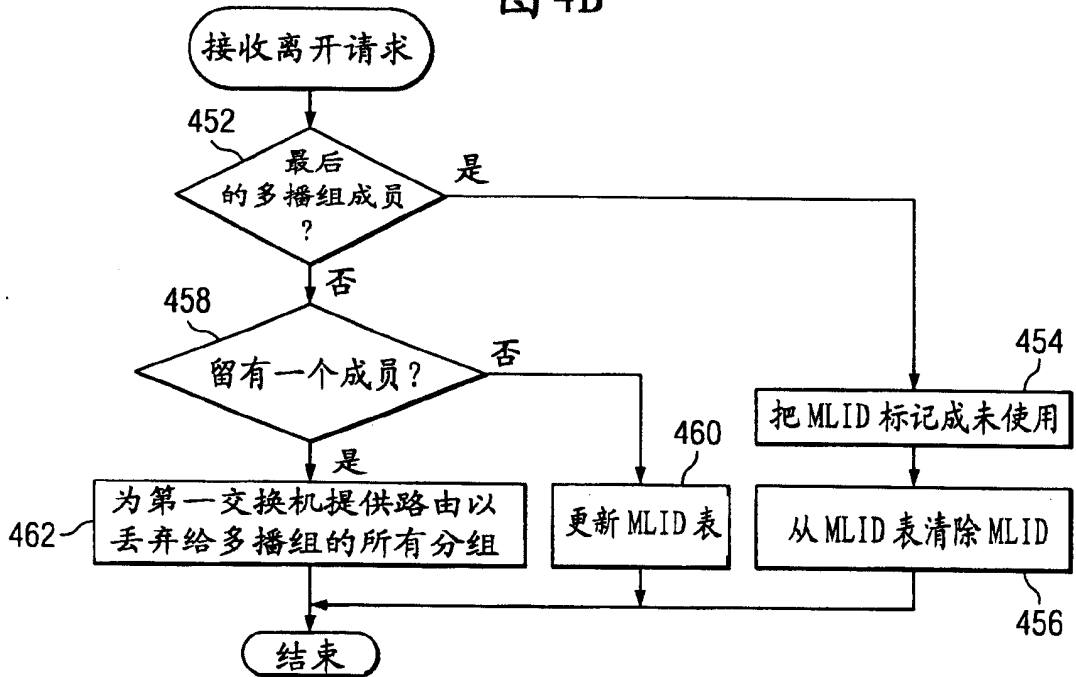 图4B
接收离开请求
452
最后
的多播组成员
?
是
否
458
留有一个成员?
否
454
把MLID标记成未使用
460
是
462
为第一交换机提供路由以
丢弃给多播组的所有分组
更新MLID表
从MLID表清除MLID
456
结束